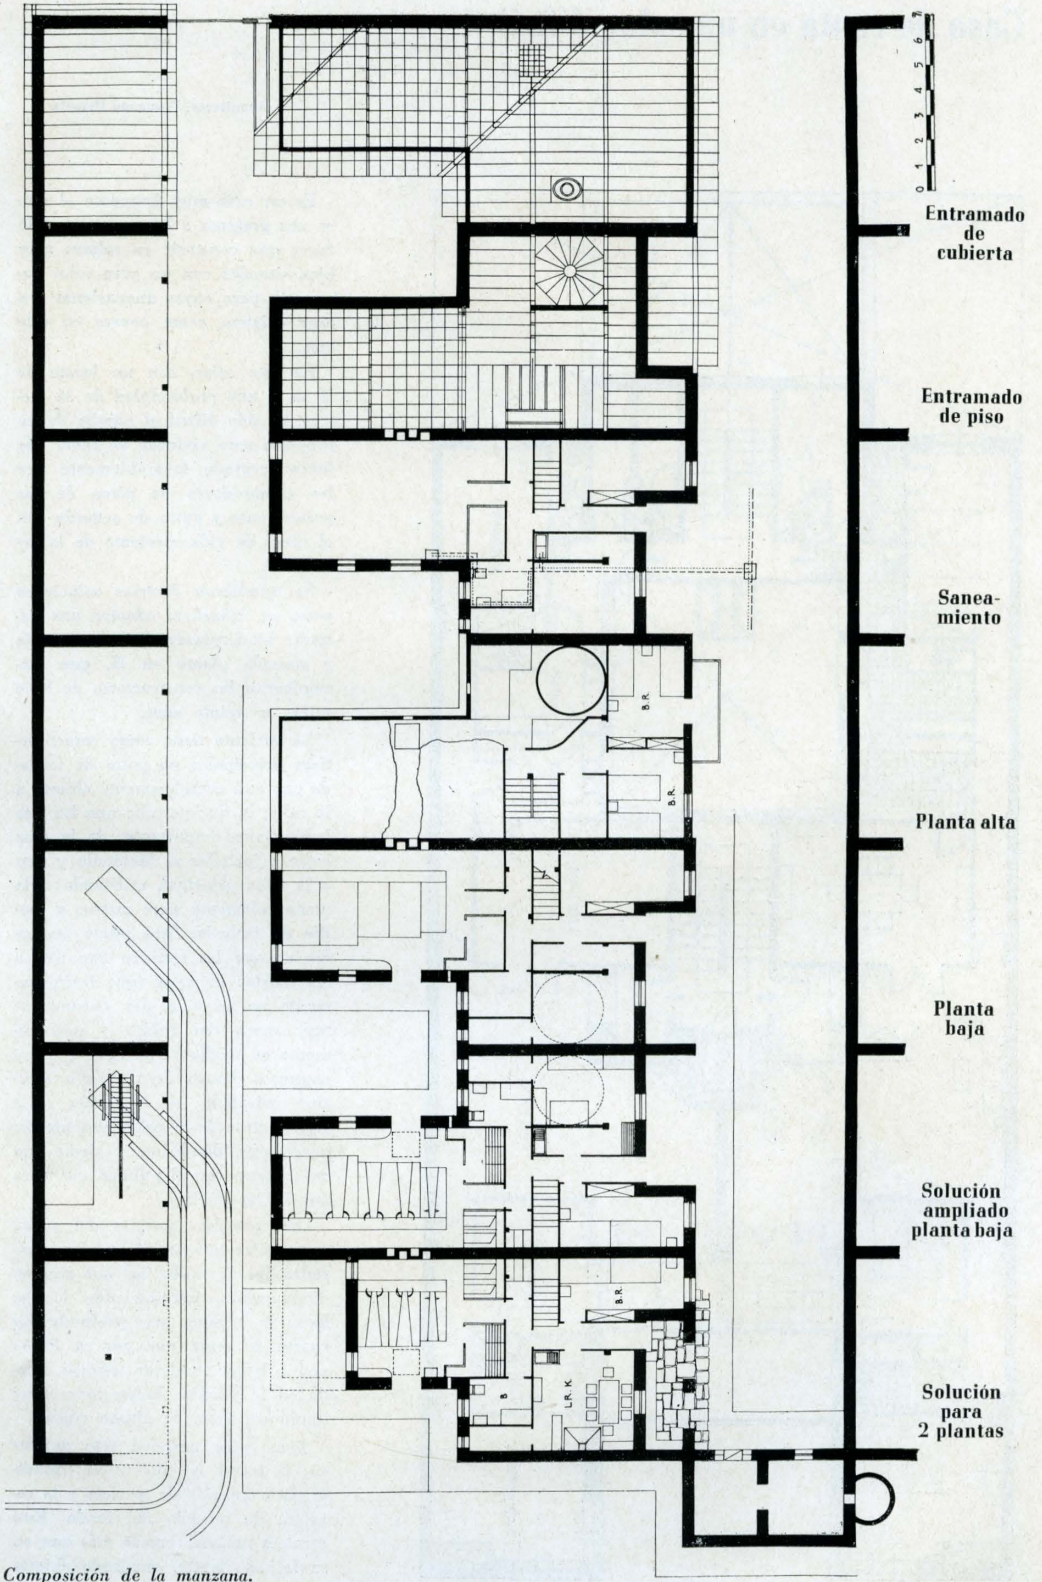 7
6
5
4
3
2
1
0
Entramado
de
cubierta
Entramado
de piso
Sanea-
miento
B.R.
B.R.
Planta alta
Planta
baja
Solución
ampliado
planta baja
B.R.
B.
L.R.K.
Solución
para
2 plantas
Composición de la manzana.